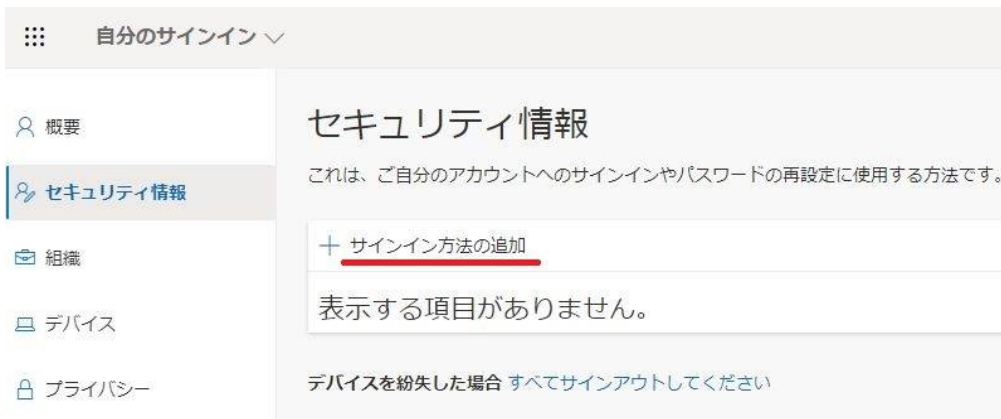 自分のサインイン
概要
セキュリティ情報
組織
デバイス
プライバシー
セキュリティ情報
これは、ご自分のアカウントへのサインインやパスワードの再設定に使用する方法です。
サインイン方法の追加
表示する項目がありません。
デバイスを紛失した場合 すべてサインアウトしてください